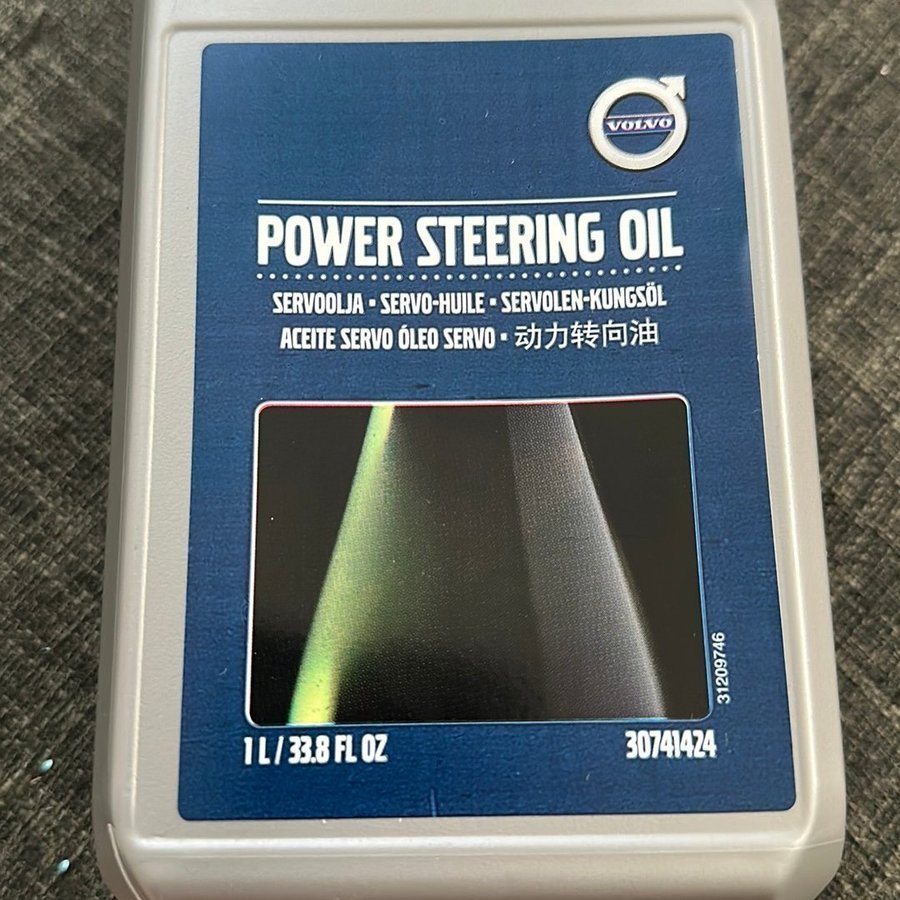 VOLVO
POWER STEERING OIL
SERVOOLJA · SERVO-HUILE · SERVOLEN-KUNGSÖL
ACEITE SERVO ÓLEO SERVO · 动力转向油
31209746
1 L / 33.8 FL OZ
30741424